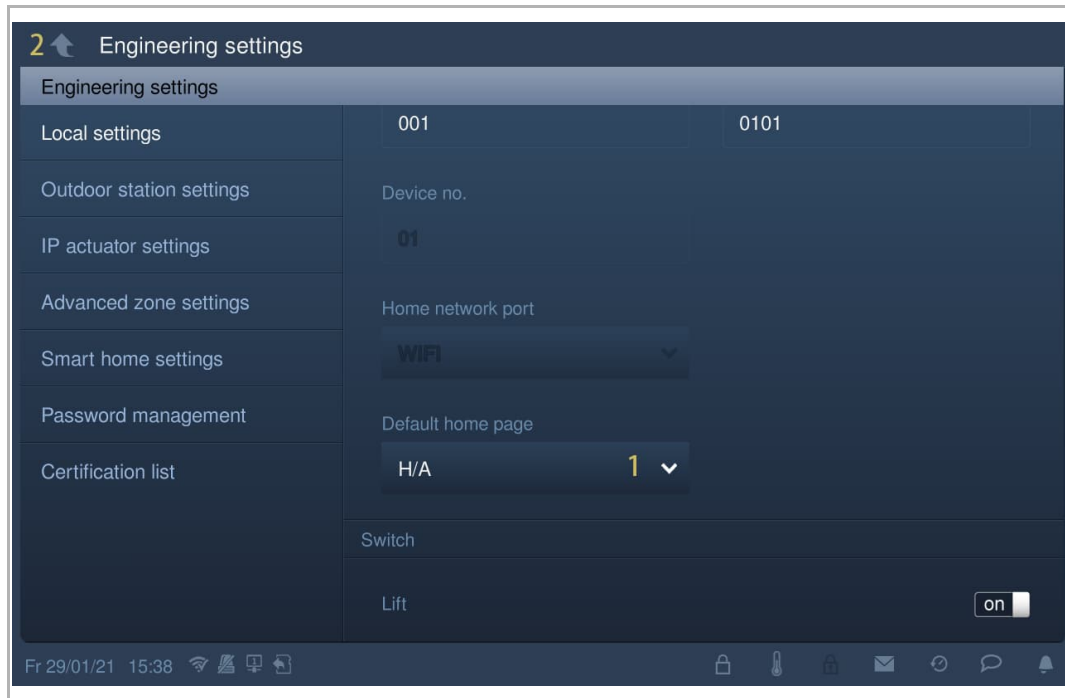 2 Engineering settings
Engineering settings
Local settings
001 0101
Outdoor station settings
Device no.
IP actuator settings
01
Advanced zone settings
Home network port
Smart home settings
WIFI
Password management
Default home page
Certification list
H/A 1
Switch
Lift on
Fr 29/01/21 15:38